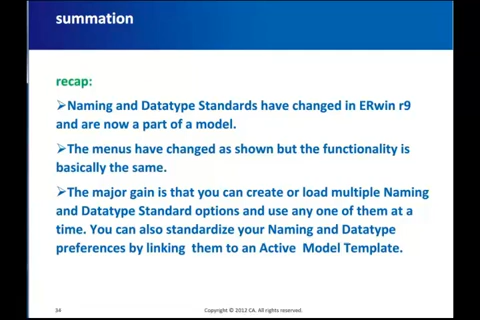 summation
recap:
➢Naming and Datatype Standards have changed in ERwin r9
and are now a part of a model.
➢The menus have changed as shown but the functionality is
basically the same.
➢The major gain is that you can create or load multiple Naming
and Datatype Standard options and use any one of them at a
time. You can also standardize your Naming and Datatype
preferences by linking them to an Active Model Template.
34
Copyright © 2012 CA. All rights reserved.